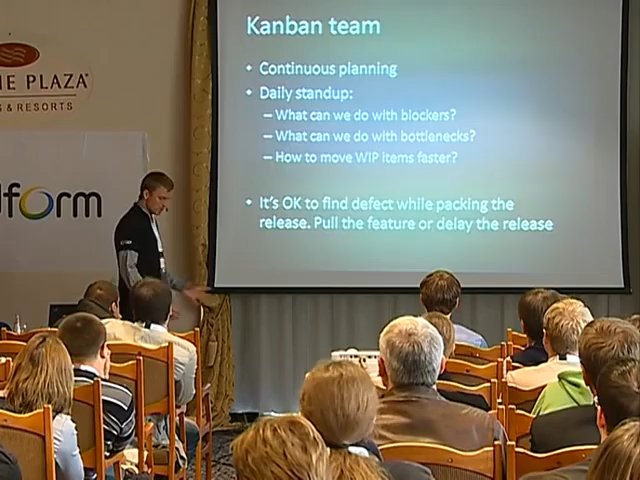 Kanban team
• Continuous planning
• Daily standup:
– What can we do with blockers?
– What can we do with bottlenecks?
– How to move WIP items faster?
• It's OK to find defect while packing the
release. Pull the feature or delay the release
PLAZA
& RESORTS
form